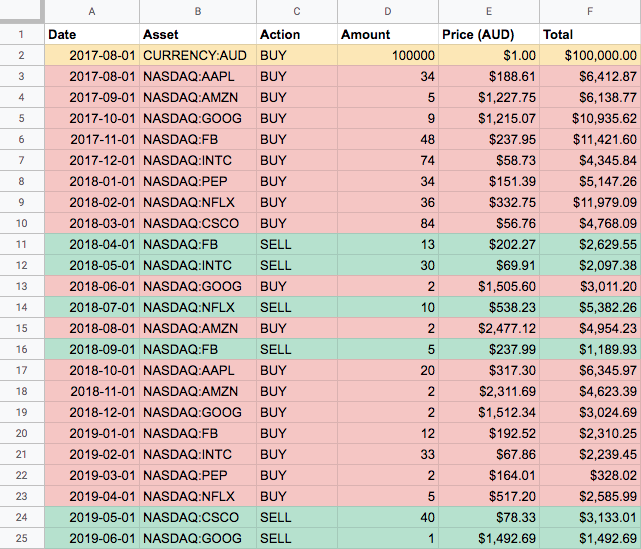 A B C D E F
1 Date Asset Action Amount Price (AUD) Total
2 2017-08-01 CURRENCY:AUD BUY 100000 $1.00 $100,000.00
3 2017-08-01 NASDAQ:AAPL BUY 34 $188.61 $6,412.87
4 2017-09-01 NASDAQ:AMZN BUY 5 $1,227.75 $6,138.77
5 2017-10-01 NASDAQ:GOOG BUY 9 $1,215.07 $10,935.62
6 2017-11-01 NASDAQ:FB BUY 48 $237.95 $11,421.60
7 2017-12-01 NASDAQ:INTC BUY 74 $58.73 $4,345.84
8 2018-01-01 NASDAQ:PEP BUY 34 $151.39 $5,147.26
9 2018-02-01 NASDAQ:NFLX BUY 36 $332.75 $11,979.09
10 2018-03-01 NASDAQ:CSCO BUY 84 $56.76 $4,768.09
11 2018-04-01 NASDAQ:FB SELL 13 $202.27 $2,629.55
12 2018-05-01 NASDAQ:INTC SELL 30 $69.91 $2,097.38
13 2018-06-01 NASDAQ:GOOG BUY 2 $1,505.60 $3,011.20
14 2018-07-01 NASDAQ:NFLX SELL 10 $538.23 $5,382.26
15 2018-08-01 NASDAQ:AMZN BUY 2 $2,477.12 $4,954.23
16 2018-09-01 NASDAQ:FB SELL 5 $237.99 $1,189.93
17 2018-10-01 NASDAQ:AAPL BUY 20 $317.30 $6,345.97
18 2018-11-01 NASDAQ:AMZN BUY 2 $2,311.69 $4,623.39
19 2018-12-01 NASDAQ:GOOG BUY 2 $1,512.34 $3,024.69
20 2019-01-01 NASDAQ:FB BUY 12 $192.52 $2,310.25
21 2019-02-01 NASDAQ:INTC BUY 33 $67.86 $2,239.45
22 2019-03-01 NASDAQ:PEP BUY 2 $164.01 $328.02
23 2019-04-01 NASDAQ:NFLX BUY 5 $517.20 $2,585.99
24 2019-05-01 NASDAQ:CSCO SELL 40 $78.33 $3,133.01
25 2019-06-01 NASDAQ:GOOG SELL 1 $1,492.69 $1,492.69